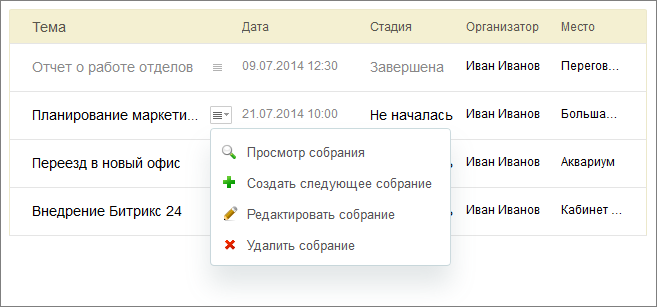 Тема Дата Стадия Организатор Место
Отчет о работе отделов 09.07.2014 12:30 Завершена Иван Иванов Перегов...
Планирование маркети... 21.07.2014 10:00 Не началась Иван Иванов Больша...
Просмотр собрания
Переезд в новый офис Иван Иванов Аквариум
Создать следующее собрание
Внедрение Битрикс 24 Иван Иванов Кабинет ...
Редактировать собрание
Удалить собрание